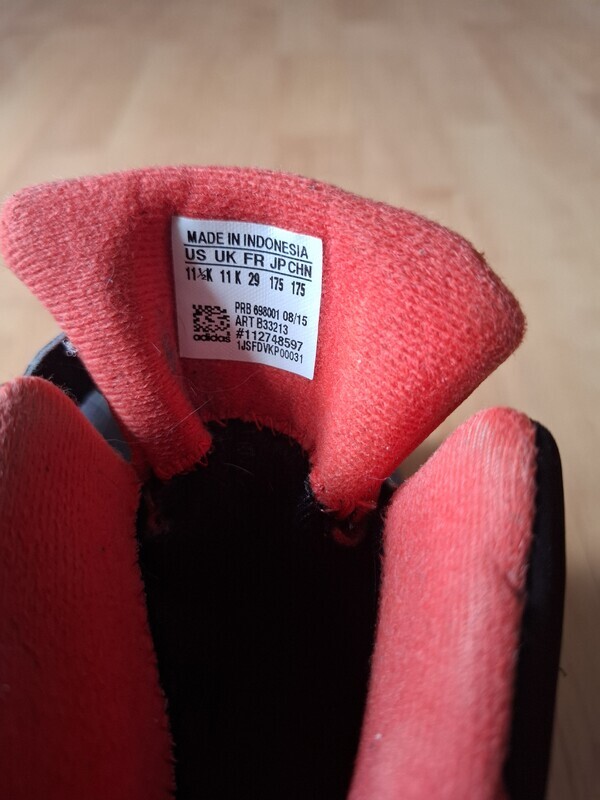 MADE IN INDONESIA
US UK FR JP CHN
11½K 11K 29 175 175
PRB 698001 08/15
ART B33213
#112748597
adidas 1JSFDVKP00031